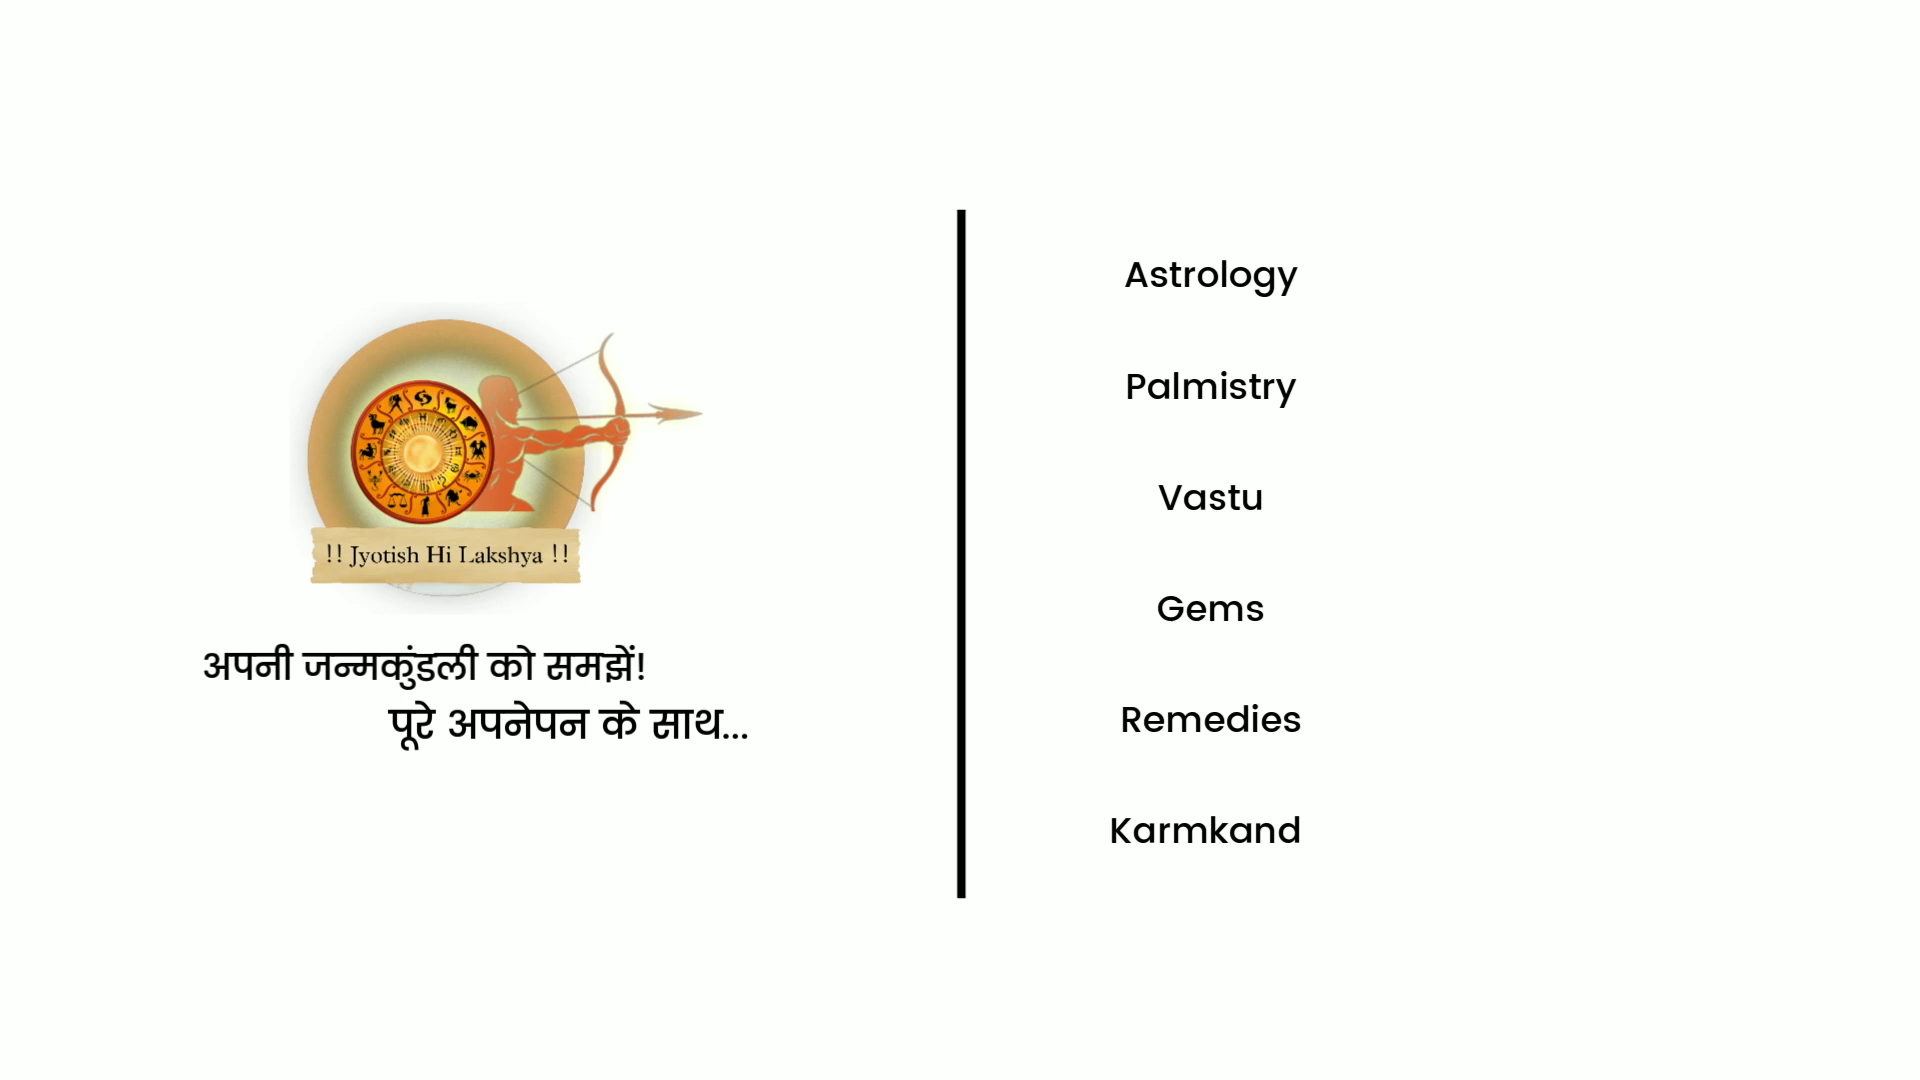 !! Jyotish Hi Lakshya !!
अपनी जन्मकुंडली को समझें!
पूरे अपनेपन के साथ...
Astrology
Palmistry
Vastu
Gems
Remedies
Karmkand